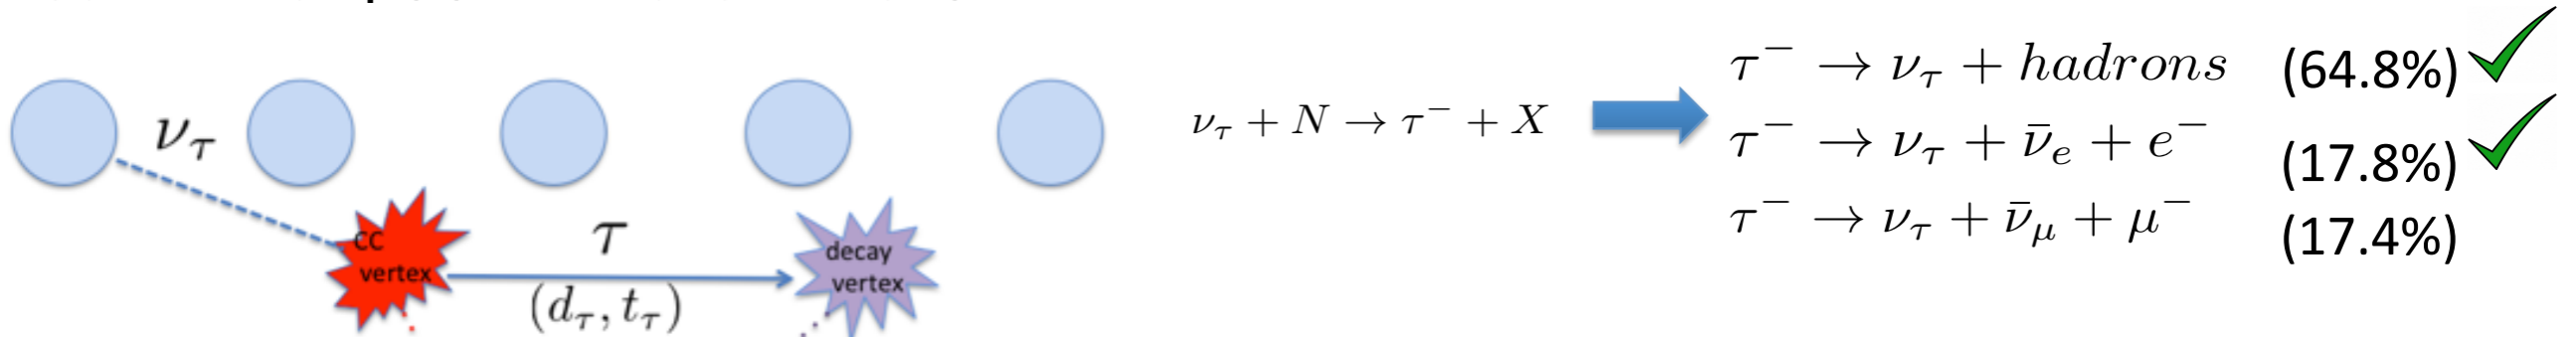 ν_τ
CC
vertex
τ
(d_τ, t_τ)
decay
vertex
ν_τ + N → τ⁻ + X
τ⁻ → ν_τ + hadrons (64.8%)
τ⁻ → ν_τ + ν̄_e + e⁻ (17.8%)
τ⁻ → ν_τ + ν̄_μ + μ⁻ (17.4%)